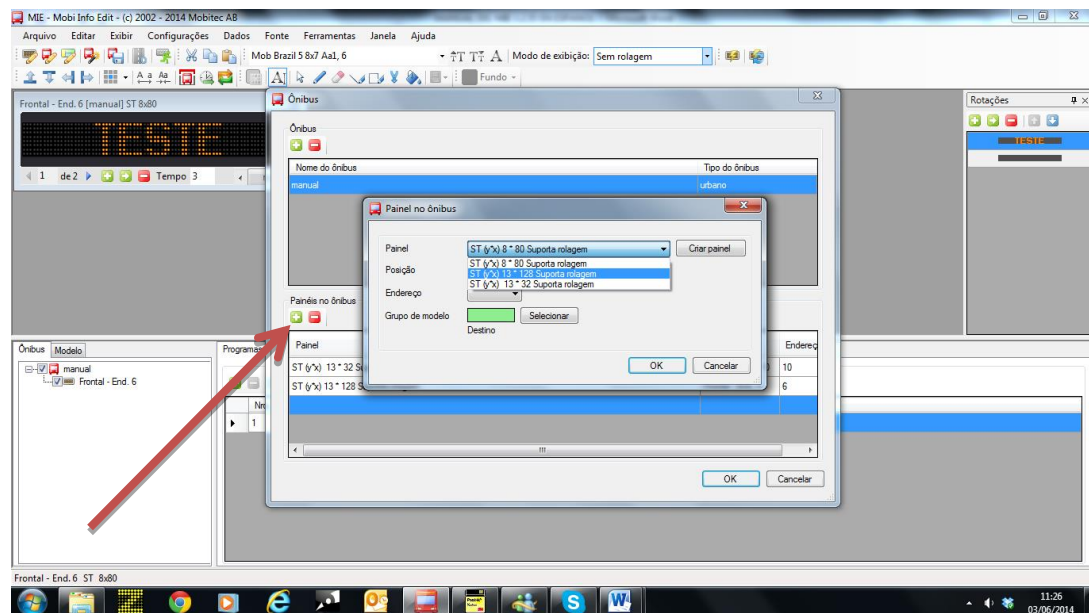 MIE - Mobi Info Edit - (c) 2002 - 2014 Mobitec AB
Arquivo Editar Exibir Configurações Dados Fonte Ferramentas Janela Ajuda
Mob Brazil 5 8x7 Aa1, 6 Modo de exibição: Sem rolagem
Fundo
Frontal - End. 6 [manual] ST 8x80
TESTE
1 de 2 Tempo 3
Rotações
TESTE
Ônibus
Ônibus
Nome do ônibus Tipo do ônibus
manual urbano
Painel no ônibus
Painel ST (y*x) 8 * 80 Suporta rolagem Criar painel
ST (y*x) 8 * 80 Suporta rolagem
Posição ST (y*x) 13 * 128 Suporta rolagem
ST (y*x) 13 * 32 Suporta rolagem
Endereço
Grupo de modelo Selecionar
Destino
OK Cancelar
Painéis no ônibus
Painel Endereç
ST (y*x) 13 * 32 S 10
ST (y*x) 13 * 128 S 6
OK Cancelar
Ônibus Modelo
manual
Frontal - End. 6
Programas
Nro
1
Frontal - End. 6 ST 8x80
11:26
03/06/2014